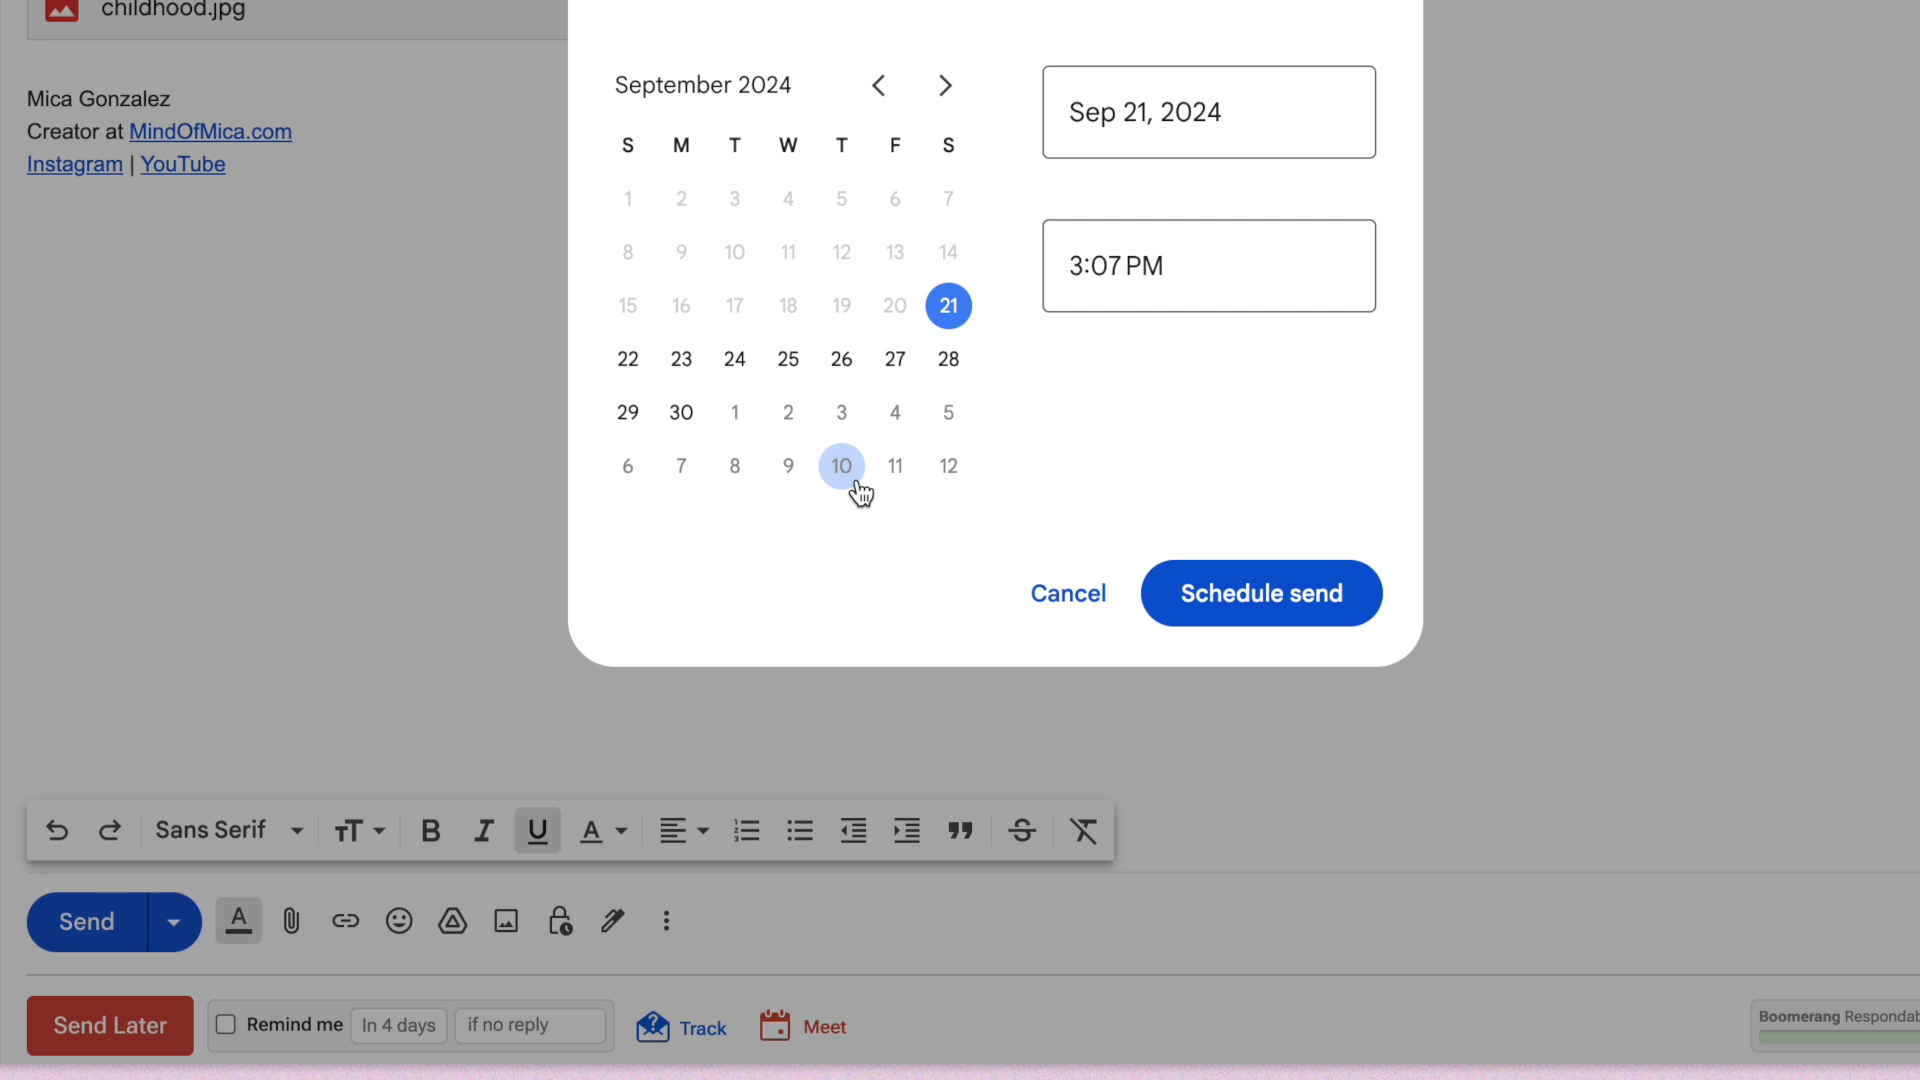 childhood.jpg
Mica Gonzalez
Creator at MindOfMica.com
Instagram | YouTube
September 2024
S M T W T F S
1 2 3 4 5 6 7
8 9 10 11 12 13 14
15 16 17 18 19 20 21
22 23 24 25 26 27 28
29 30 1 2 3 4 5
6 7 8 9 10 11 12
Sep 21, 2024
3:07 PM
Cancel
Schedule send
Sans Serif
Send
Send Later
Remind me
In 4 days
if no reply
Track
Meet
Boomerang Respondab